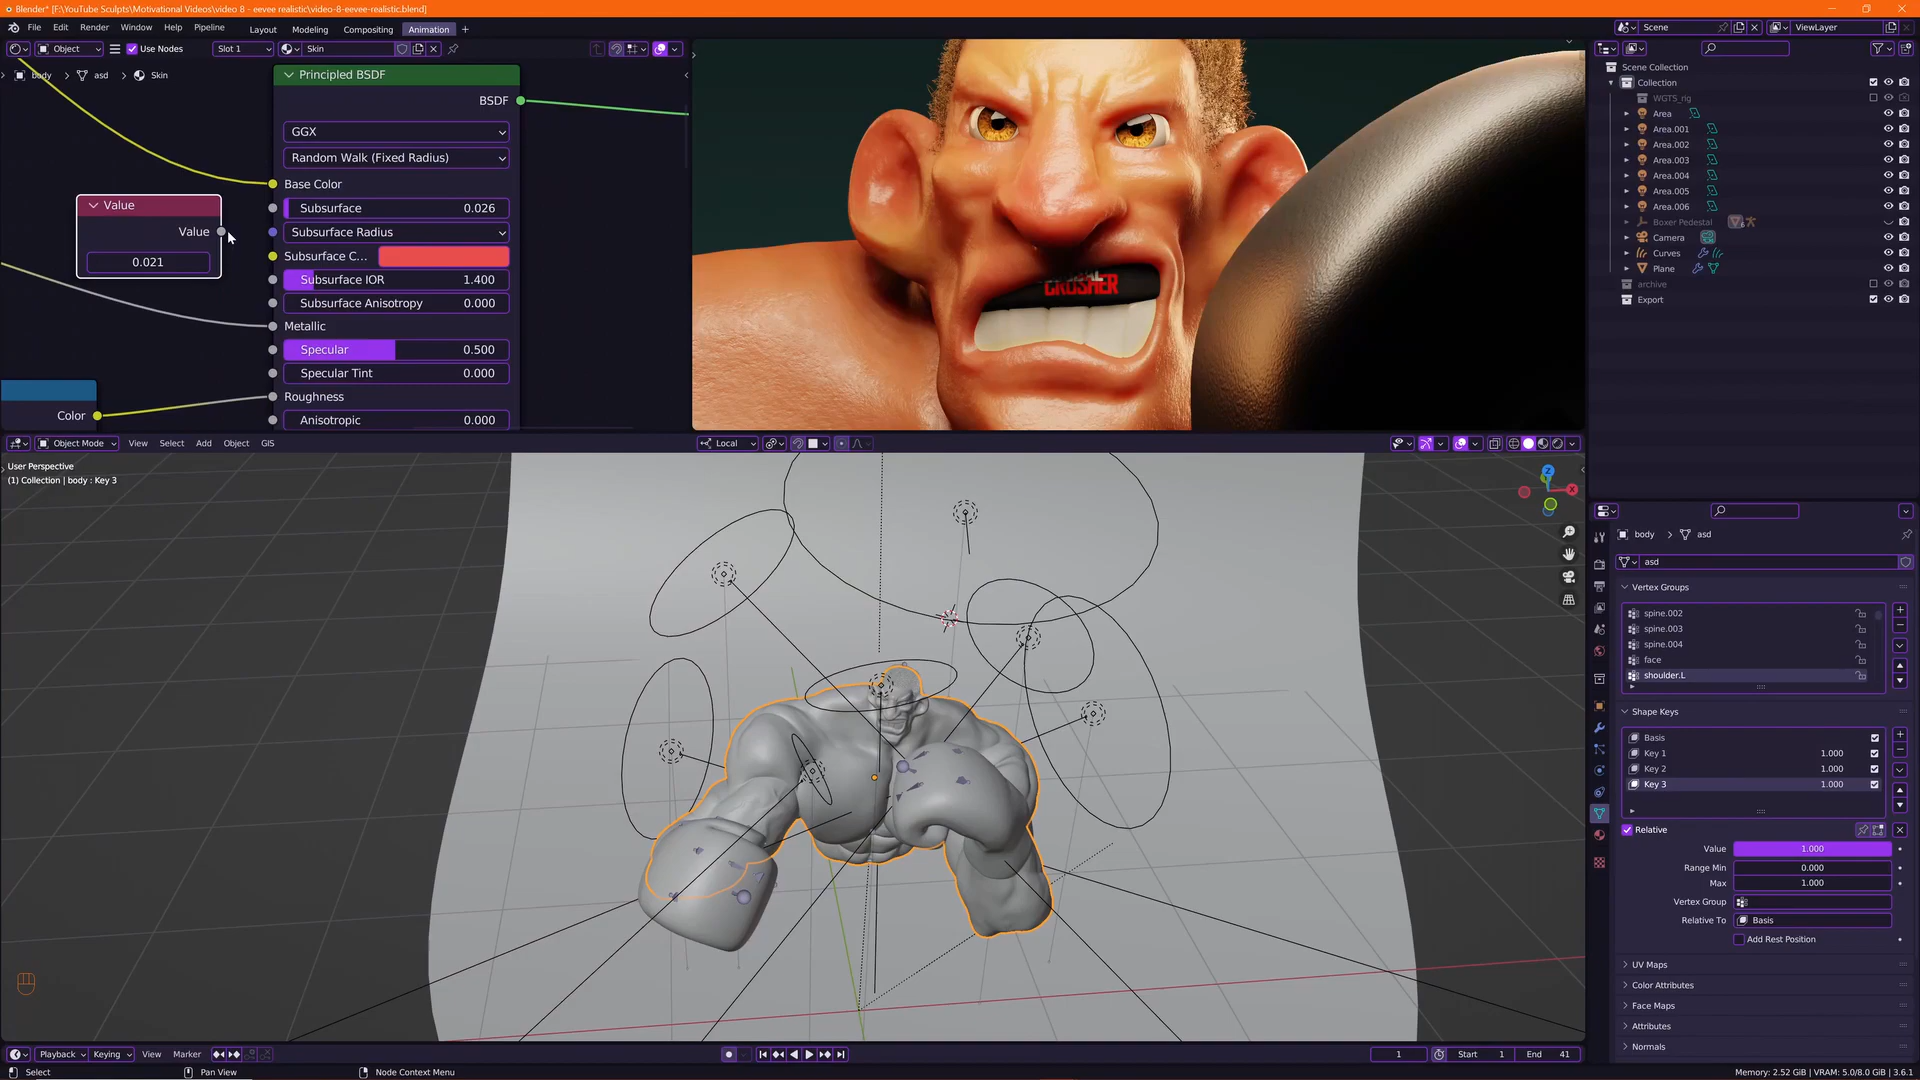 Blender* [F:\YouTube Sculpts\Motivational Videos\video 8 - eevee realistic\video-8-eevee-realistic.blend]
File Edit Render Window Help Pipeline Layout Modeling Compositing Animation + Scene ViewLayer
Object Use Nodes Slot 1 Skin
body > asd > Skin
Principled BSDF
BSDF
GGX
Random Walk (Fixed Radius)
Base Color
Subsurface 0.026
Subsurface Radius
Subsurface C...
Subsurface IOR 1.400
Subsurface Anisotropy 0.000
Metallic
Specular 0.500
Specular Tint 0.000
Roughness
Anisotropic 0.000
Value
Value
0.021
Color
CRUSHER
Scene Collection
Collection
WGTS_rig
Area
Area.001
Area.002
Area.003
Area.004
Area.005
Area.006
Boxer Pedestal
Camera
Curves
Plane
archive
Export
Object Mode View Select Add Object GIS Local
User Perspective
(1) Collection | body : Key 3
Z
X
body > asd
asd
Vertex Groups
spine.002
spine.003
spine.004
face
shoulder.L
Shape Keys
Basis
Key 1 1.000
Key 2 1.000
Key 3 1.000
Relative
Value 1.000
Range Min 0.000
Max 1.000
Vertex Group
Relative To Basis
Add Rest Position
UV Maps
Color Attributes
Face Maps
Attributes
Normals
Playback Keying View Marker 1 Start 1 End 41
Select Pan View Node Context Menu Memory: 2.52 GiB | VRAM: 5.0/8.0 GiB | 3.6.1